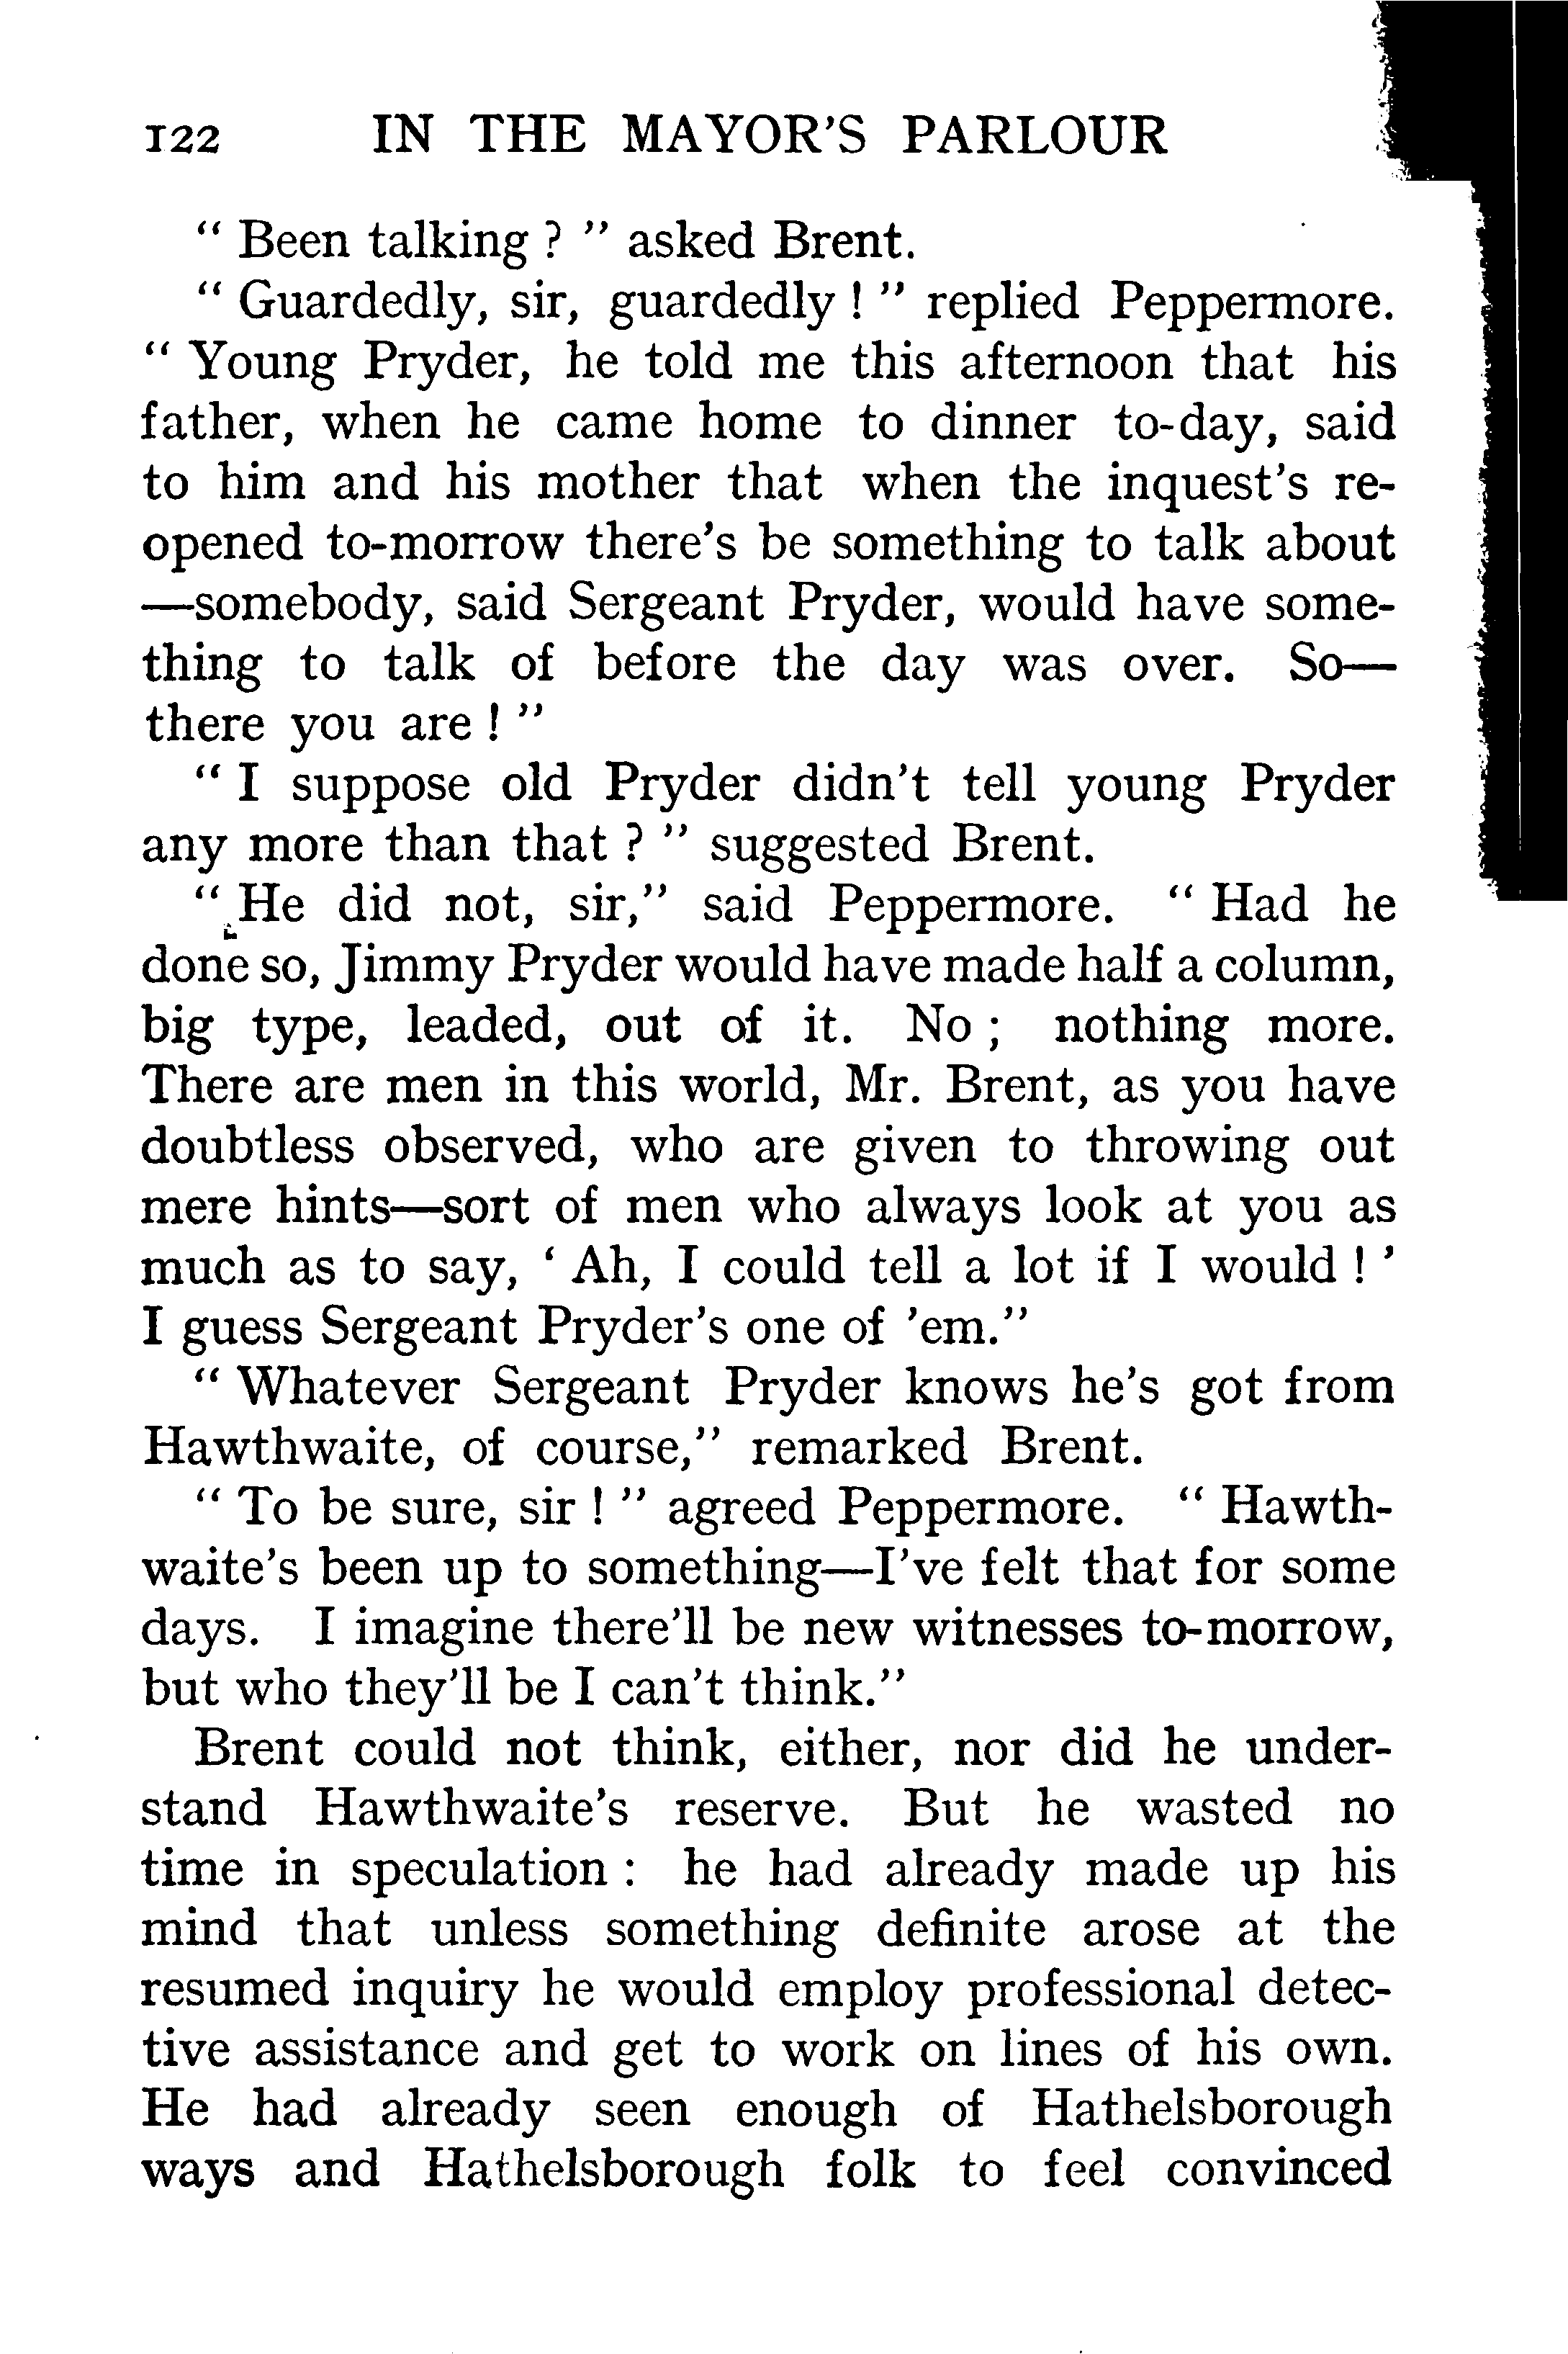 122 IN THE MAYOR'S PARLOUR
“ Been talking ? ” asked Brent.
“ Guardedly, sir, guardedly ! ” replied Peppermore.
“ Young Pryder, he told me this afternoon that his
father, when he came home to dinner to-day, said
to him and his mother that when the inquest's re-
opened to-morrow there's be something to talk about
—somebody, said Sergeant Pryder, would have some-
thing to talk of before the day was over. So—
there you are ! ”
“ I suppose old Pryder didn't tell young Pryder
any more than that ? ” suggested Brent.
“ He did not, sir,” said Peppermore. “ Had he
done so, Jimmy Pryder would have made half a column,
big type, leaded, out of it. No ; nothing more.
There are men in this world, Mr. Brent, as you have
doubtless observed, who are given to throwing out
mere hints—sort of men who always look at you as
much as to say, ‘ Ah, I could tell a lot if I would ! ’
I guess Sergeant Pryder's one of 'em.”
“ Whatever Sergeant Pryder knows he's got from
Hawthwaite, of course,” remarked Brent.
“ To be sure, sir ! ” agreed Peppermore. “ Hawth-
waite's been up to something—I've felt that for some
days. I imagine there'll be new witnesses to-morrow,
but who they'll be I can't think.”
Brent could not think, either, nor did he under-
stand Hawthwaite's reserve. But he wasted no
time in speculation : he had already made up his
mind that unless something definite arose at the
resumed inquiry he would employ professional detec-
tive assistance and get to work on lines of his own.
He had already seen enough of Hathelsborough
ways and Hathelsborough folk to feel convinced